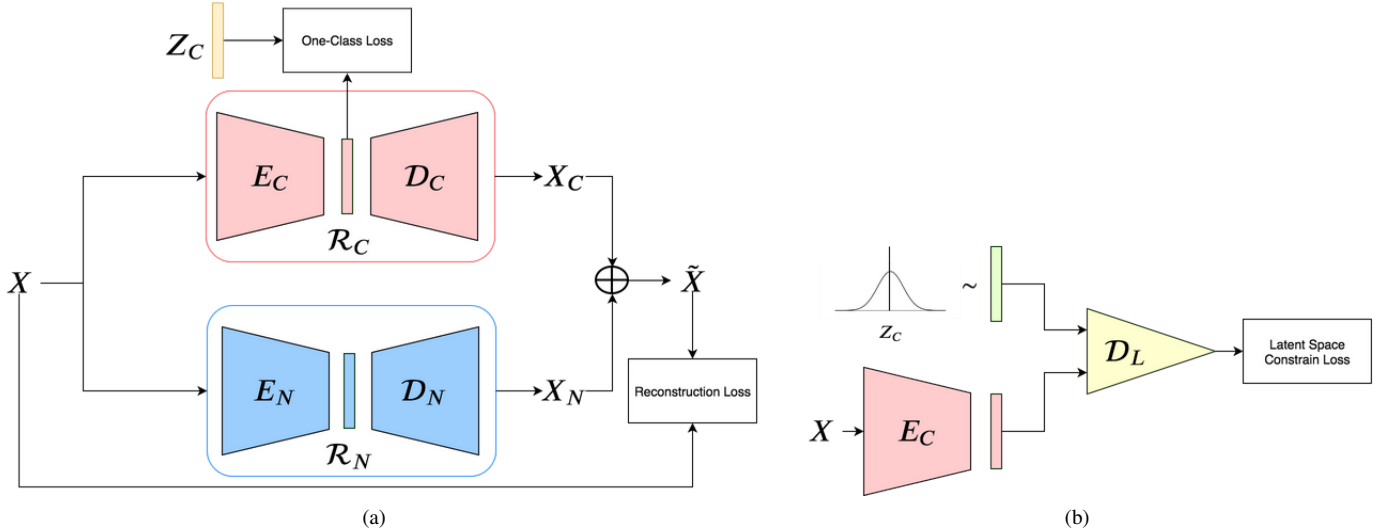 Z_C
One-Class Loss
E_C
D_C
X_C
R_C
X
X̃
E_N
D_N
X_N
R_N
Reconstruction Loss
(a)
~
Z_C
D_L
Latent Space
Constrain Loss
X
E_C
(b)